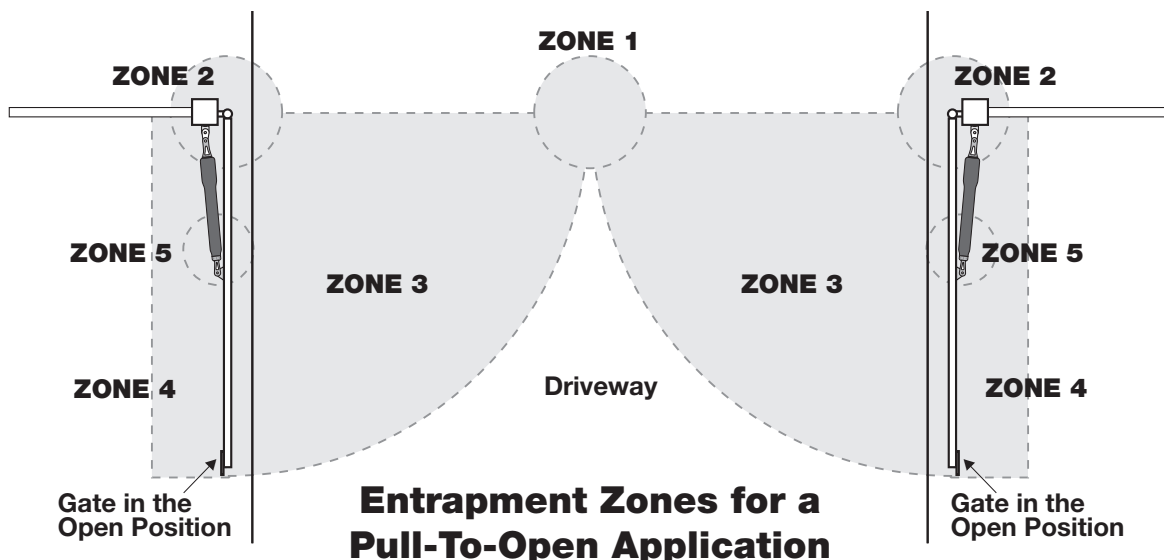 ZONE 1
ZONE 2
ZONE 2
ZONE 5
ZONE 5
ZONE 3
ZONE 3
ZONE 4
Driveway
ZONE 4
Gate in the
Open Position
Entrapment Zones for a
Pull-To-Open Application
Gate in the
Open Position